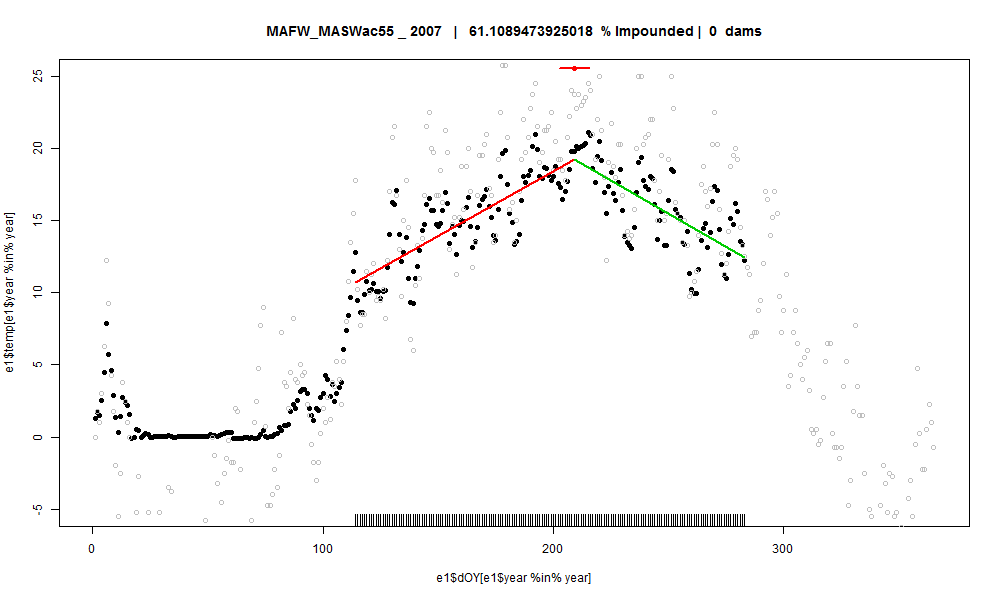 MAFW_MASWac55 _ 2007 | 61.1089473925018 % Impounded | 0 dams
e1$temp[e1$year %in% year]
25
20
15
10
5
0
-5
0 100 200 300
e1$dOY[e1$year %in% year]